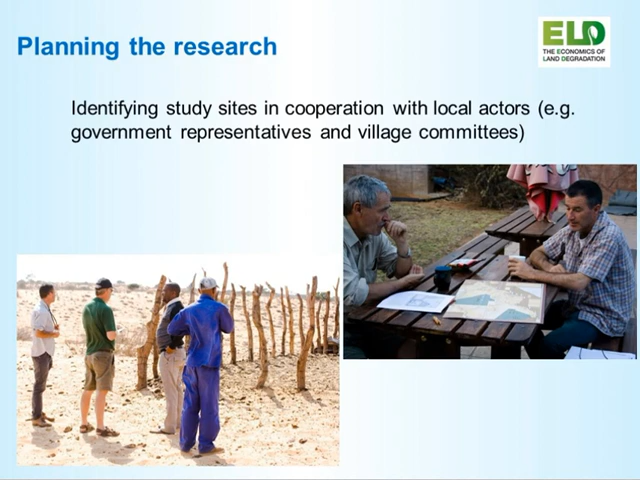 Planning the research
ELD
THE ECONOMICS OF
LAND DEGRADATION
Identifying study sites in cooperation with local actors (e.g.
government representatives and village committees)